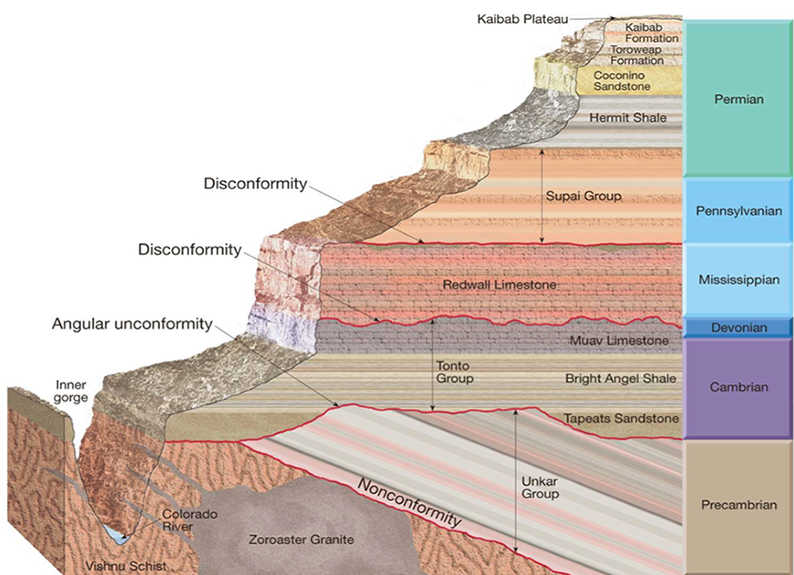 Kaibab Plateau
Kaibab
Formation
Toroweap
Formation
Coconino
Sandstone
Permian
Hermit Shale
Disconformity
Supai Group
Pennsylvanian
Disconformity
Redwall Limestone
Mississippian
Angular unconformity
Devonian
Muav Limestone
Tonto
Group
Bright Angel Shale
Cambrian
Inner
gorge
Tapeats Sandstone
Unkar
Group
Nonconformity
Precambrian
Colorado
River
Zoroaster Granite
Vishnu Schist